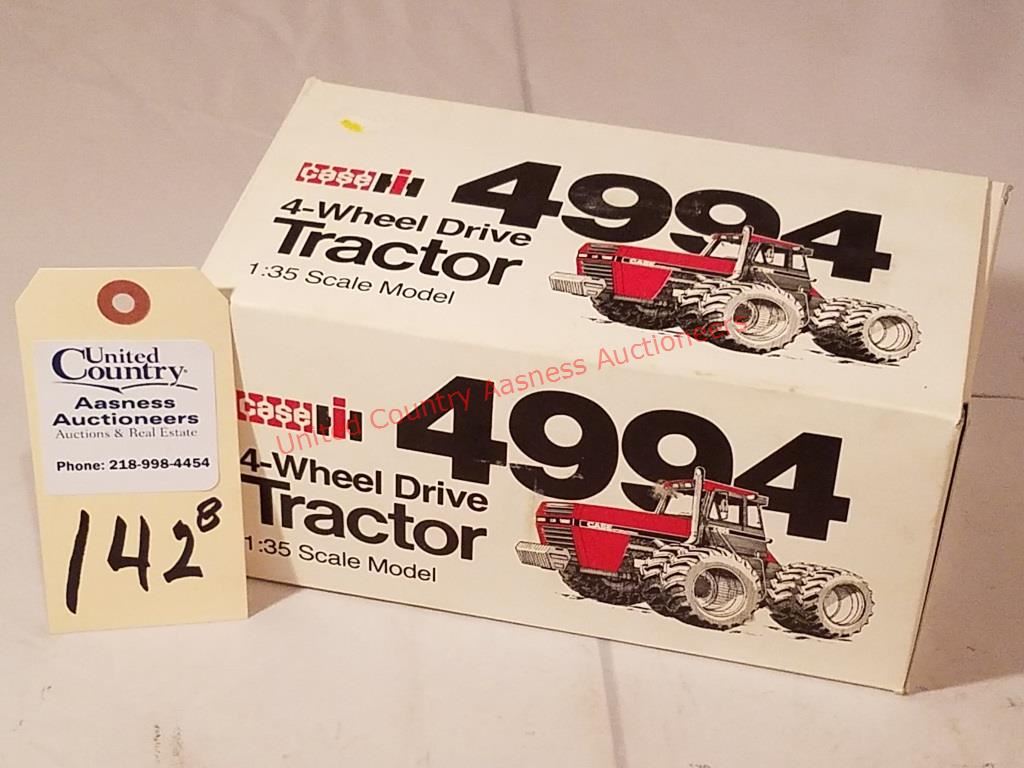 case IH
4994
4-Wheel Drive
Tractor
1:35 Scale Model
CASE
United
Country®
Aasness
Auctioneers
Auctions & Real Estate
Phone: 218-998-4454
142B
case IH
4994
4-Wheel Drive
Tractor
1:35 Scale Model
CASE
United Country Aasness Auctioneers